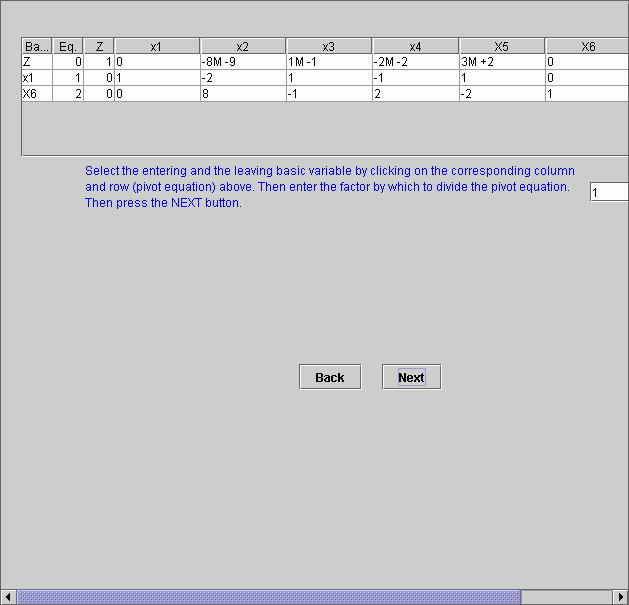 Ba... Eq. Z x1 x2 x3 x4 X5 X6
Z 0 1 0 -8M -9 1M -1 -2M -2 3M +2 0
x1 1 0 1 -2 1 -1 1 0
X6 2 0 0 8 -1 2 -2 1
Select the entering and the leaving basic variable by clicking on the corresponding column
and row (pivot equation) above. Then enter the factor by which to divide the pivot equation.
Then press the NEXT button.
1
Back Next